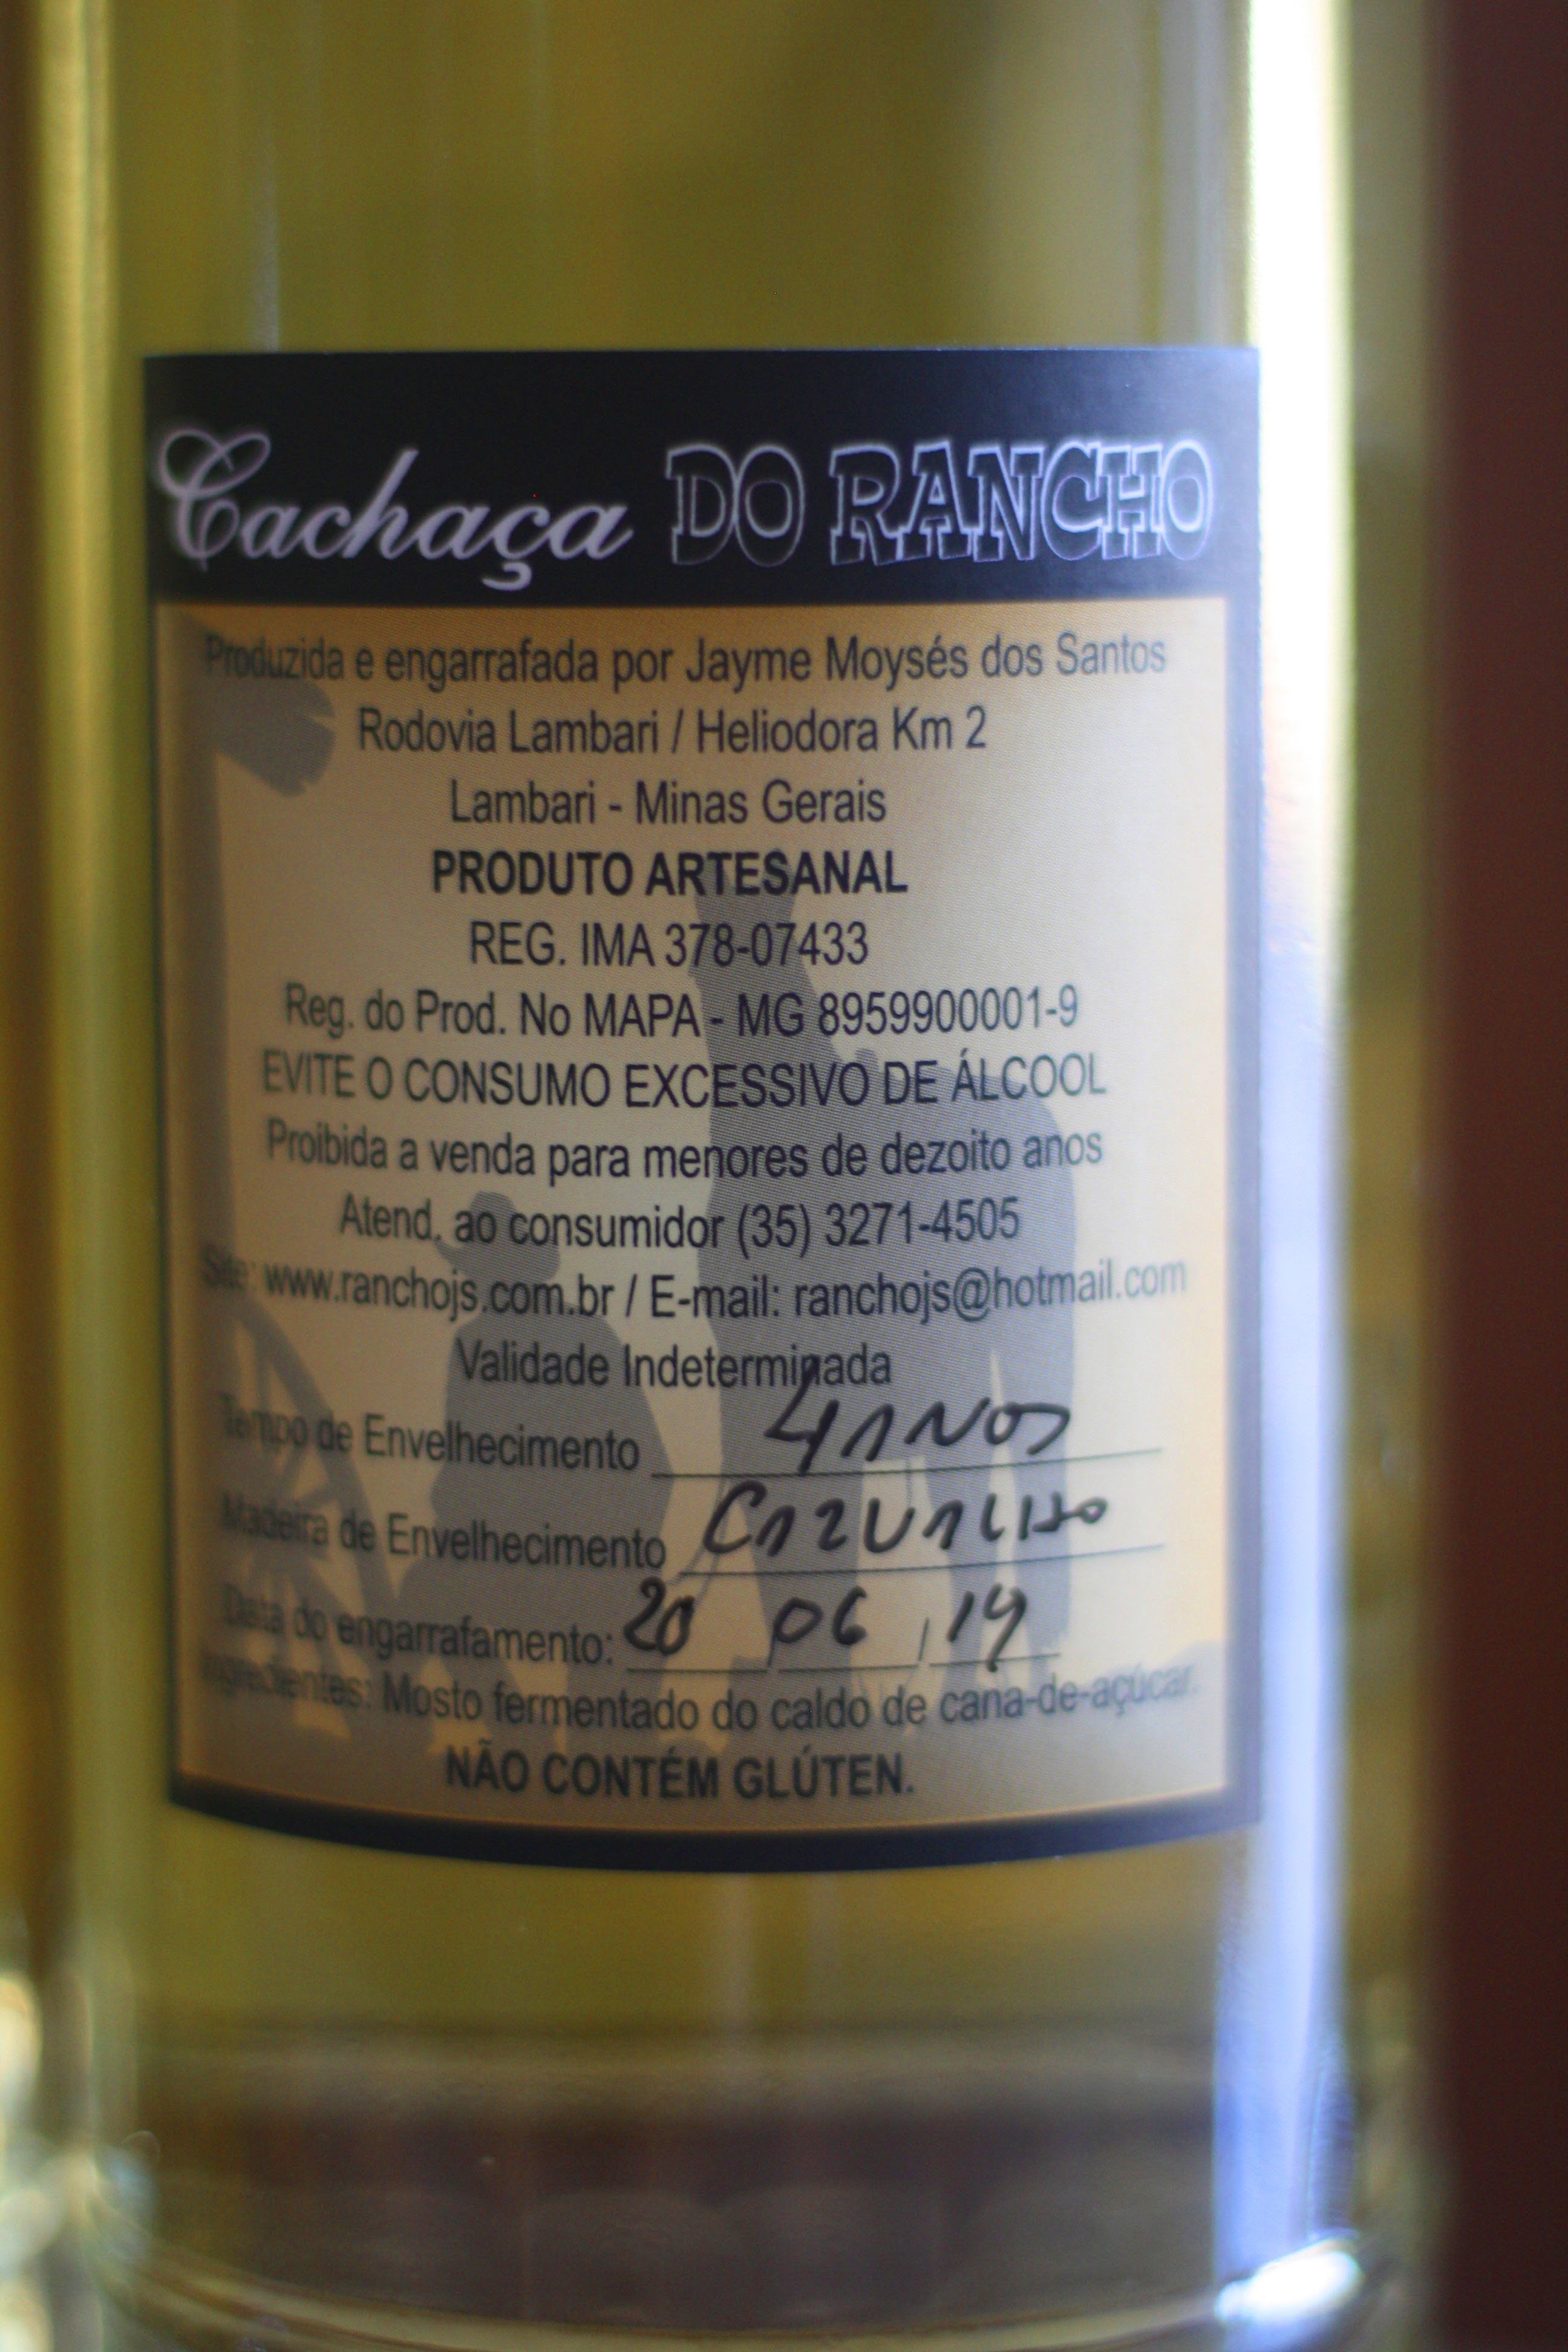 Cachaça DO RANCHO
Produzida e engarrafada por Jayme Moysés dos Santos
Rodovia Lambari / Heliodora Km 2
Lambari - Minas Gerais
PRODUTO ARTESANAL
REG. IMA 378-07433
Reg. do Prod. No MAPA - MG 8959900001-9
EVITE O CONSUMO EXCESSIVO DE ÁLCOOL
Proibida a venda para menores de dezoito anos
Atend. ao consumidor (35) 3271-4505
Site: www.ranchojs.com.br / E-mail: ranchojs@hotmail.com
Validade Indeterminada
Tempo de Envelhecimento 4 ANOS
Madeira de Envelhecimento CARVALHO
Data do engarrafamento: 20 / 06 / 14
Ingredientes: Mosto fermentado do caldo de cana-de-açúcar.
NÃO CONTÉM GLÚTEN.